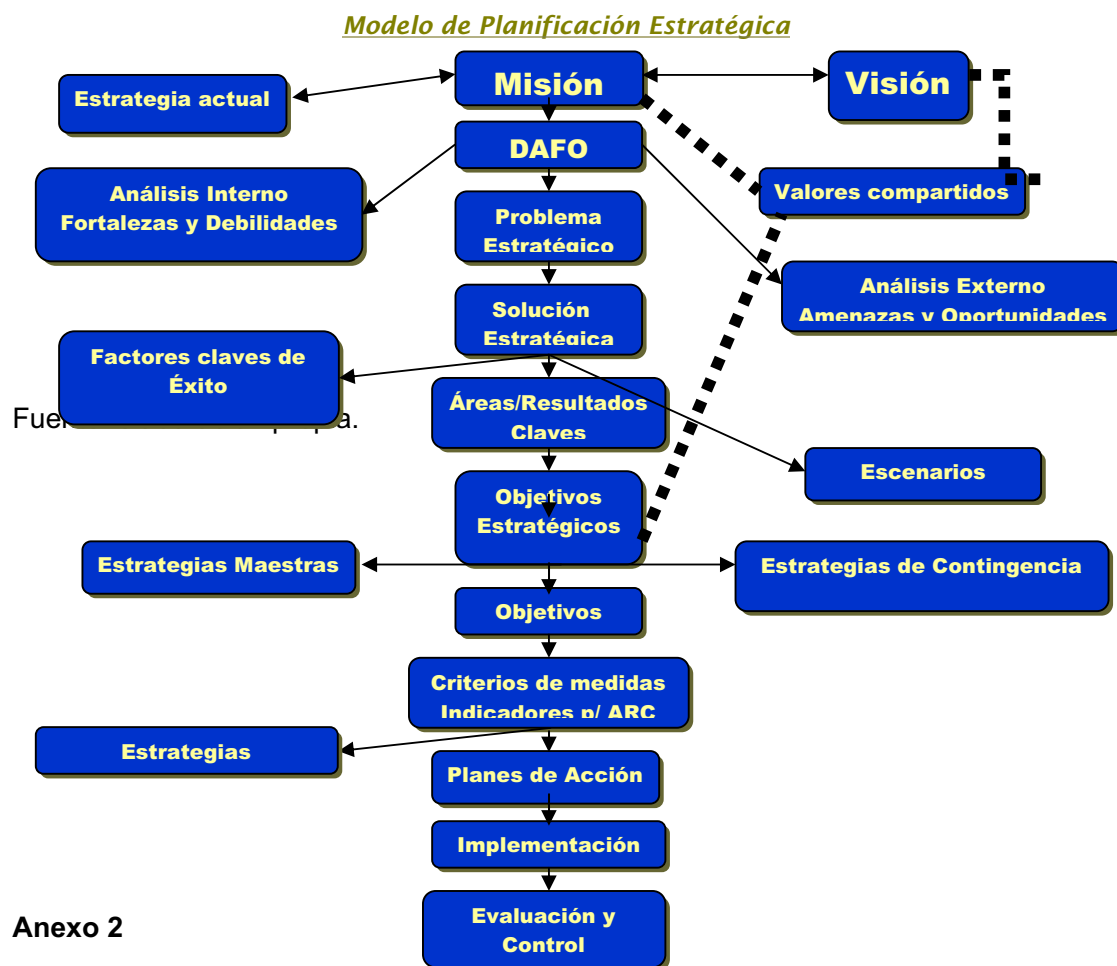 Modelo de Planificación Estratégica
Misión
Visión
Estrategia actual
DAFO
Análisis Interno
Fortalezas y Debilidades
Valores compartidos
Problema
Estratégico
Análisis Externo
Amenazas y Oportunidades
Solución
Estratégica
Factores claves de
Éxito
Áreas/Resultados
Claves
Escenarios
Objetivos
Estratégicos
Estrategias Maestras
Estrategias de Contingencia
Objetivos
Criterios de medidas
Indicadores p/ ARC
Estrategias
Planes de Acción
Implementación
Evaluación y
Control
Anexo 2